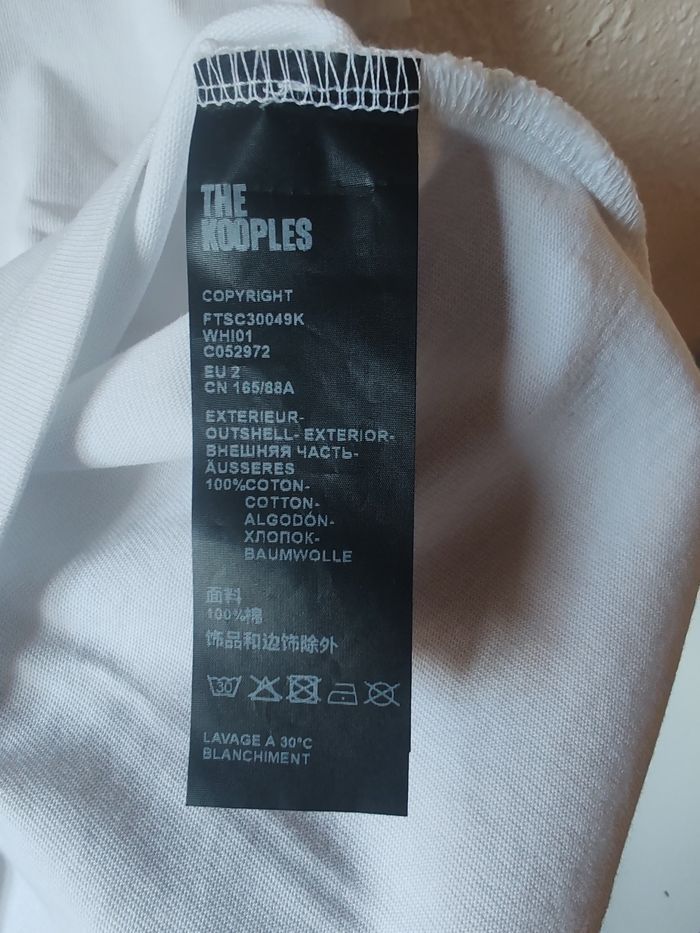 THE
KOOPLES
COPYRIGHT
FTSC30049K
WHI01
C052972
EU 2
CN 165/88A
EXTERIEUR-
OUTSHELL- EXTERIOR-
ВНЕШНЯЯ ЧАСТЬ-
ÄUSSERES
100%COTON-
COTTON-
ALGODÓN-
ХЛОПОК-
BAUMWOLLE
面料
100%棉
饰品和边饰除外
30
LAVAGE A 30°C
BLANCHIMENT